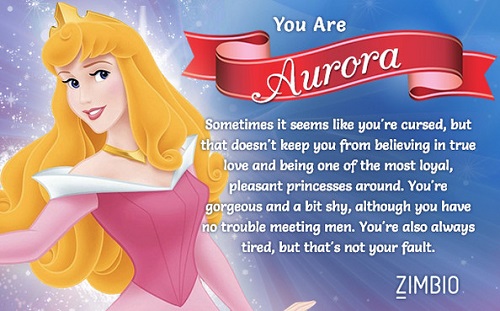 You Are
Aurora
Sometimes it seems like you're cursed, but
that doesn't keep you from believing in true
love and being one of the most loyal,
pleasant princesses around. You're
gorgeous and a bit shy, although you have
no trouble meeting men. You're also always
tired, but that's not your fault.
ZIMBIO